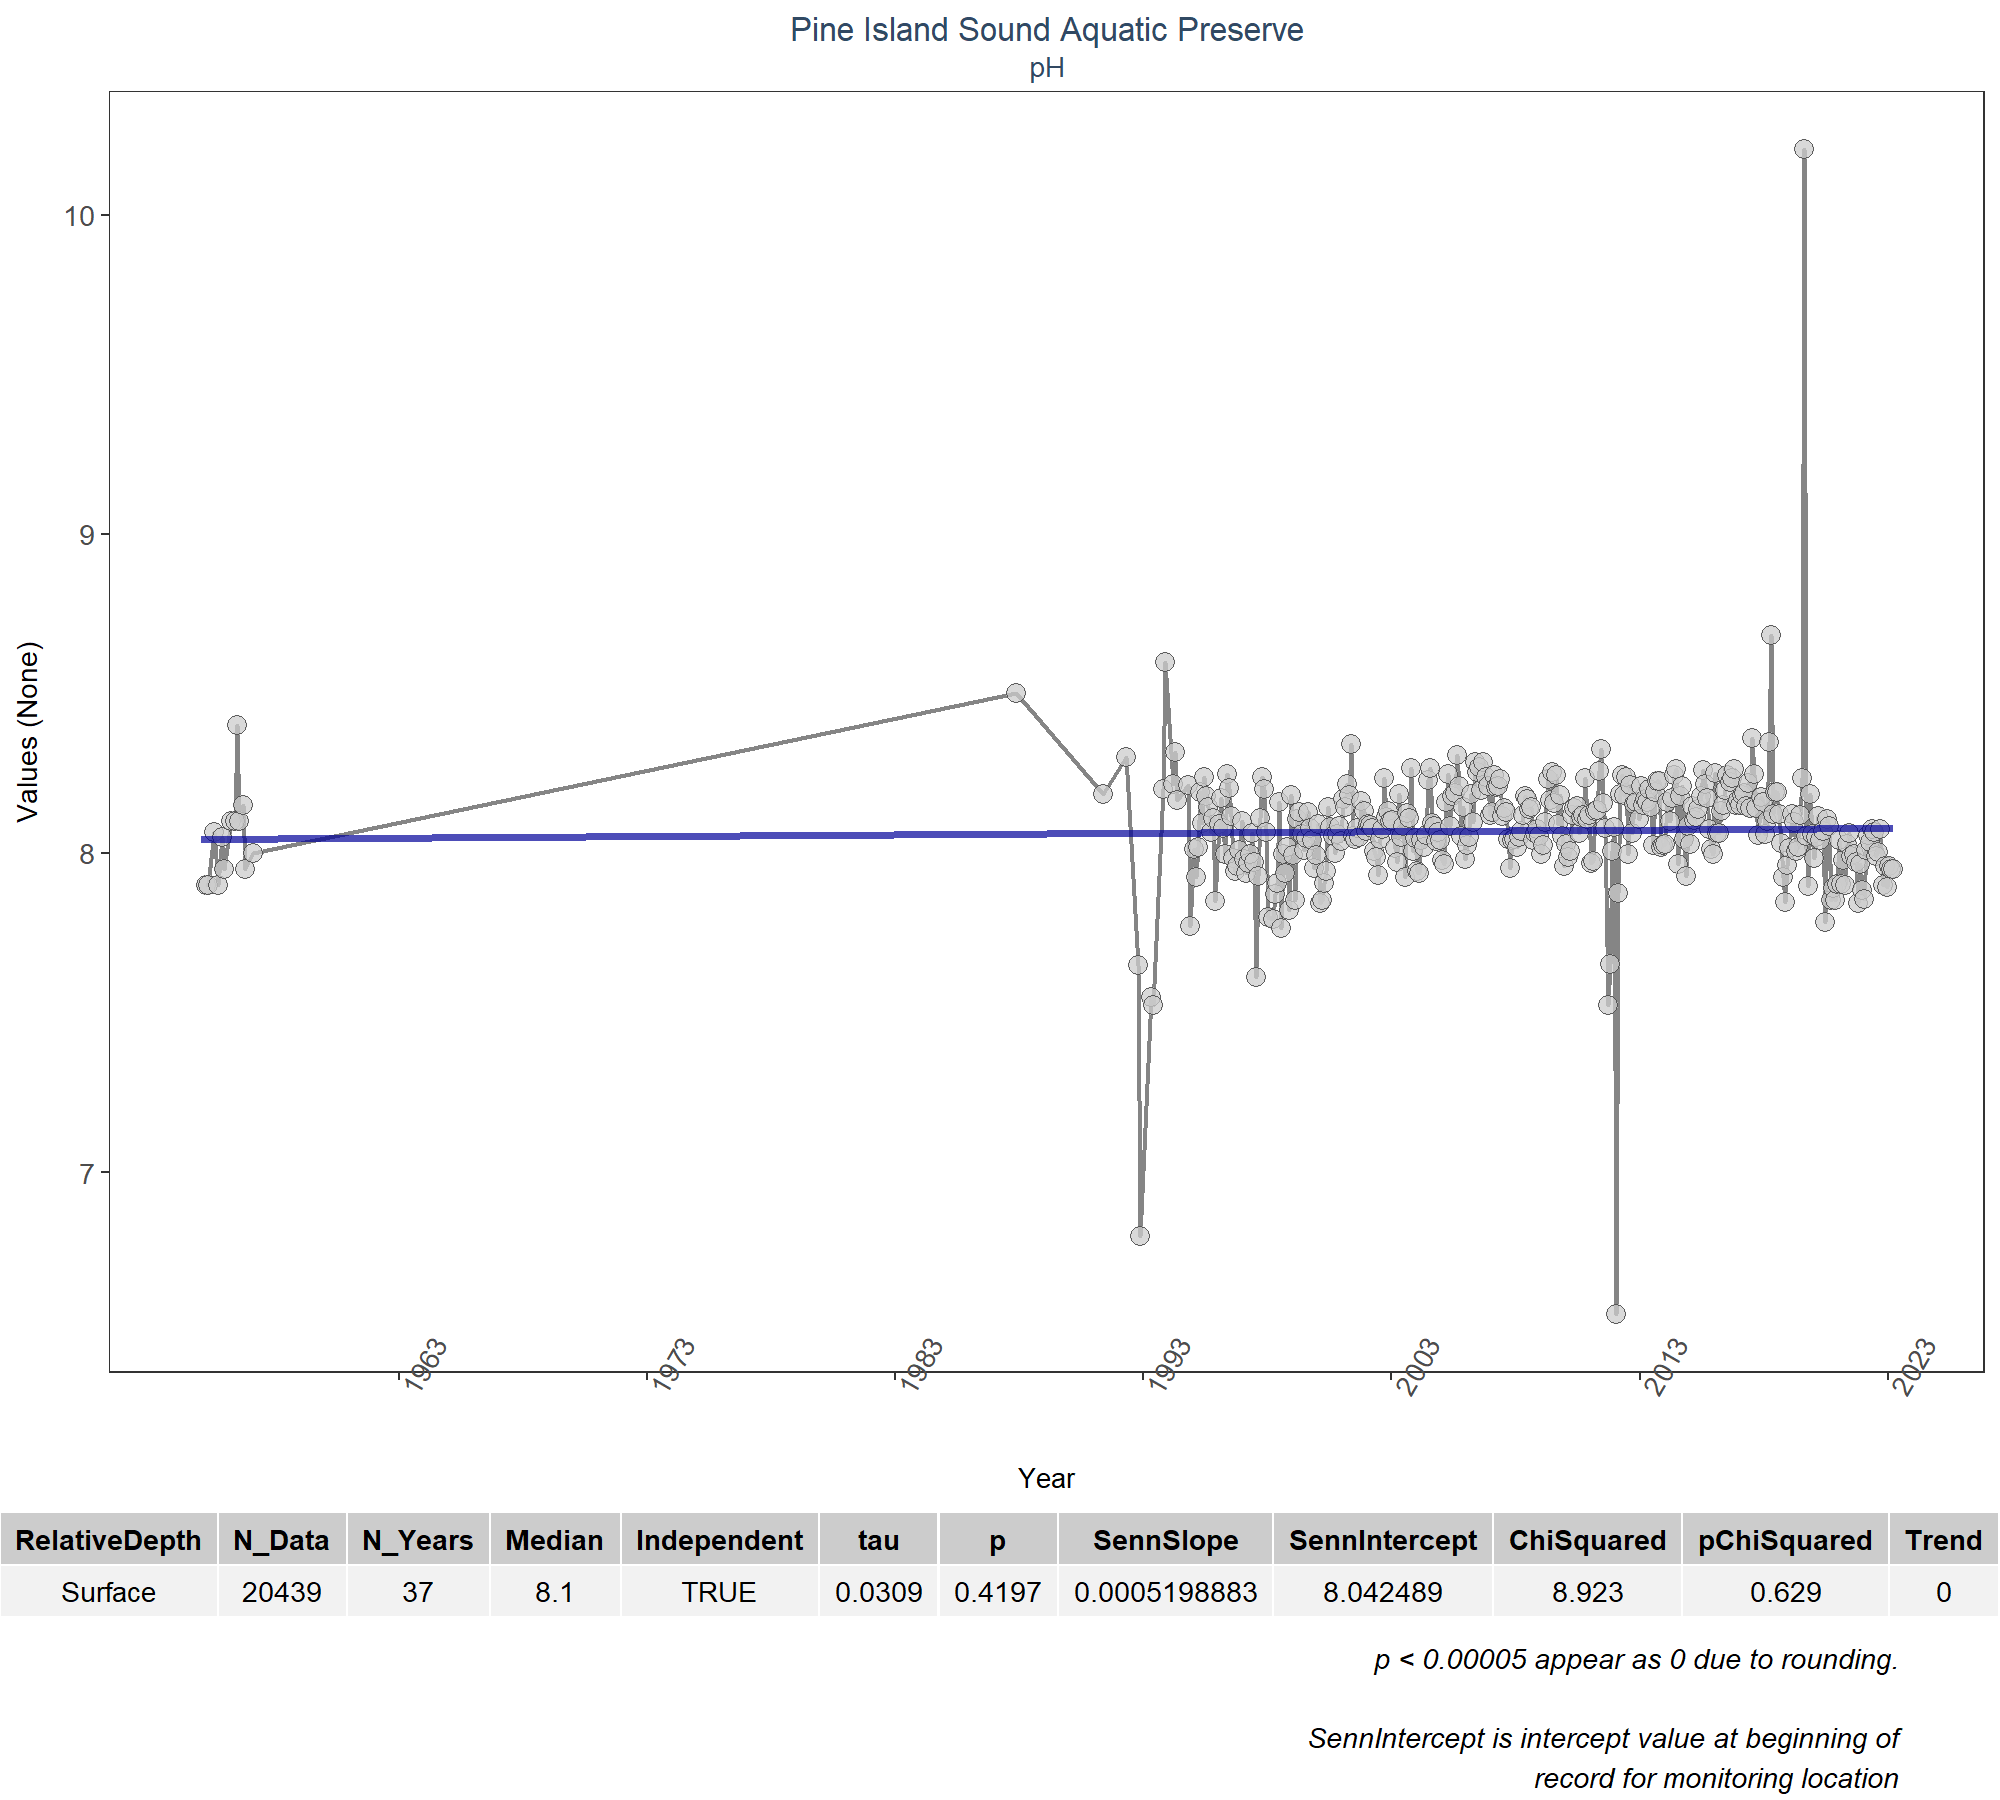 Pine Island Sound Aquatic Preserve
pH
10
9
8
7
Values (None)
1963
1973
1983
1993
2003
2013
2023
Year
RelativeDepth N_Data N_Years Median Independent tau p SennSlope SennIntercept ChiSquared pChiSquared Trend
Surface 20439 37 8.1 TRUE 0.0309 0.4197 0.0005198883 8.042489 8.923 0.629 0
p < 0.00005 appear as 0 due to rounding.
SennIntercept is intercept value at beginning of
record for monitoring location